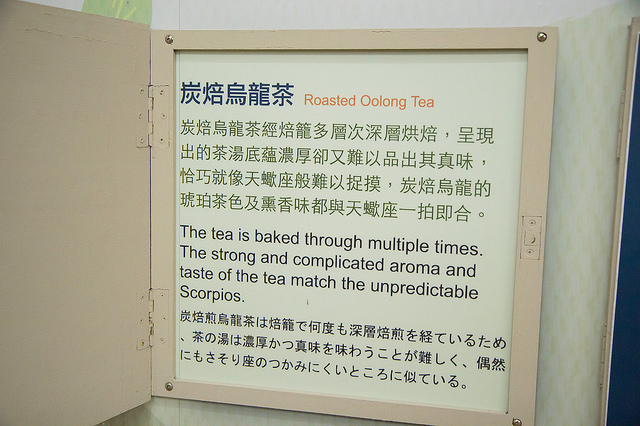 炭焙烏龍茶 Roasted Oolong Tea
炭焙烏龍茶經焙籠多層次深層烘焙，呈現
出的茶湯底蘊濃厚卻又難以品出其真味，
恰巧就像天蠍座般難以捉摸，炭焙烏龍的
琥珀茶色及熏香味都與天蠍座一拍即合。
The tea is baked through multiple times.
The strong and complicated aroma and
taste of the tea match the unpredictable
Scorpios.
炭焙煎烏龍茶は焙籠で何度も深層焙煎を経ているため
、茶の湯は濃厚かつ真味を味わうことが難しく、偶然
にもさそり座のつかみにくいところに似ている。